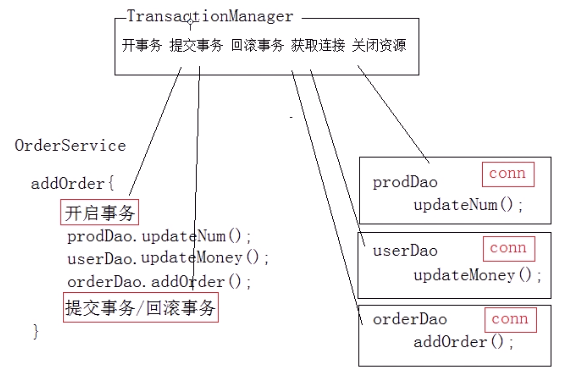 TransactionManager
开事务 提交事务 回滚事务 获取连接 关闭资源
OrderService
addOrder{
开启事务
prodDao.updateNum();
userDao.updateMoney();
orderDao.addOrder();
提交事务/回滚事务
}
prodDao conn
updateNum();
userDao conn
updateMoney();
orderDao conn
addOrder();